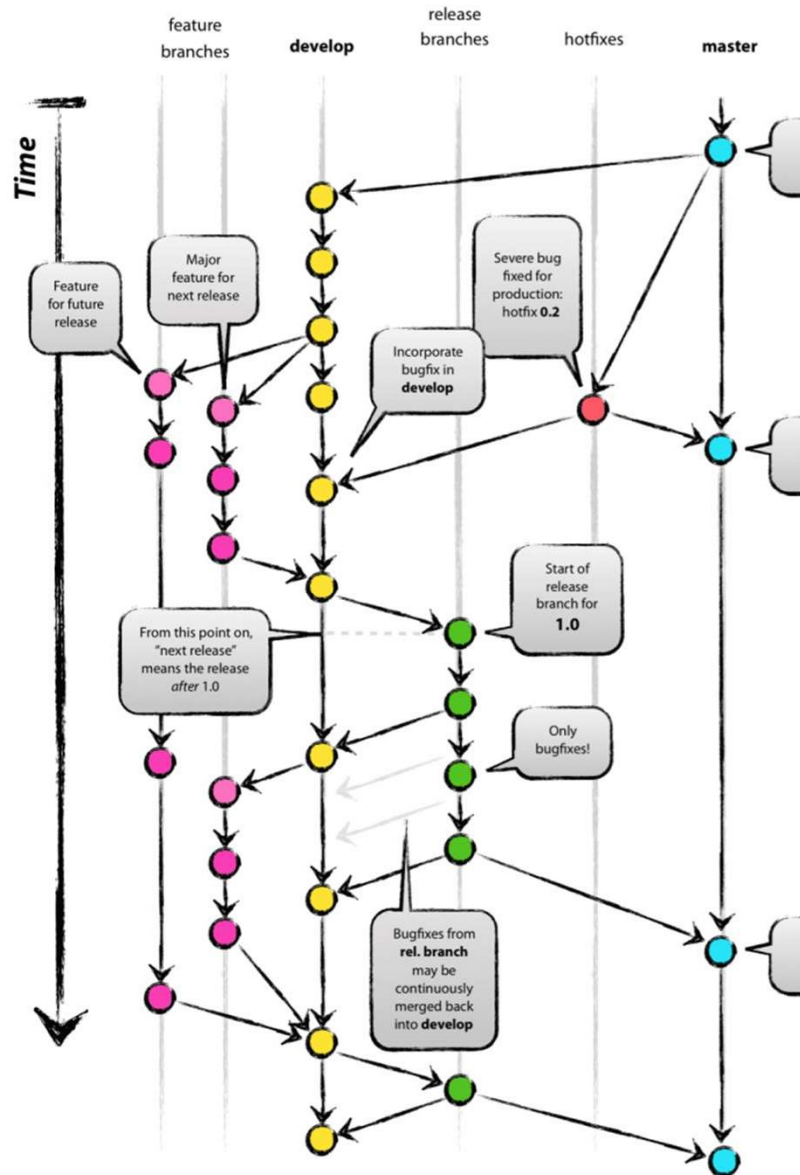 feature
branches
develop
release
branches
hotfixes
master
Time
Feature
for future
release
Major
feature for
next release
Severe bug
fixed for
production:
hotfix 0.2
Incorporate
bugfix in
develop
Start of
release
branch for
1.0
From this point on,
“next release”
means the release
after 1.0
Only
bugfixes!
Bugfixes from
rel. branch
may be
continuously
merged back
into develop